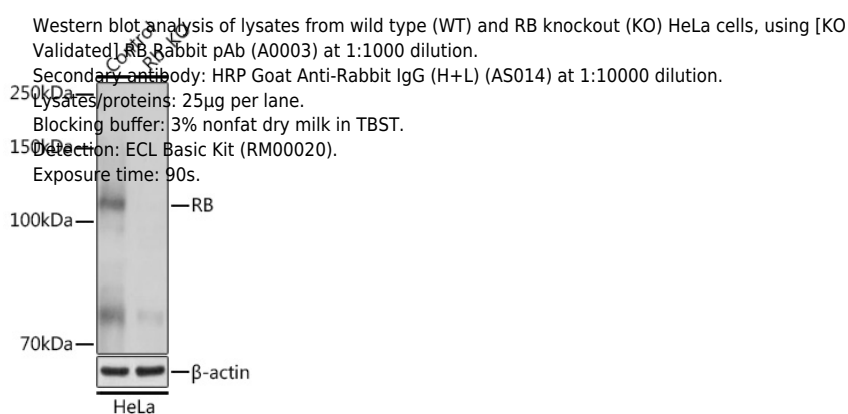 Western blot analysis of lysates from wild type (WT) and RB knockout (KO) HeLa cells, using [KO
Validated] RB Rabbit pAb (A0003) at 1:1000 dilution.
Secondary antibody: HRP Goat Anti-Rabbit IgG (H+L) (AS014) at 1:10000 dilution.
Lysates/proteins: 25μg per lane.
Blocking buffer: 3% nonfat dry milk in TBST.
Detection: ECL Basic Kit (RM00020).
Exposure time: 90s.
Control
Rb KO
250kDa
150kDa
RB
100kDa
70kDa
β-actin
HeLa